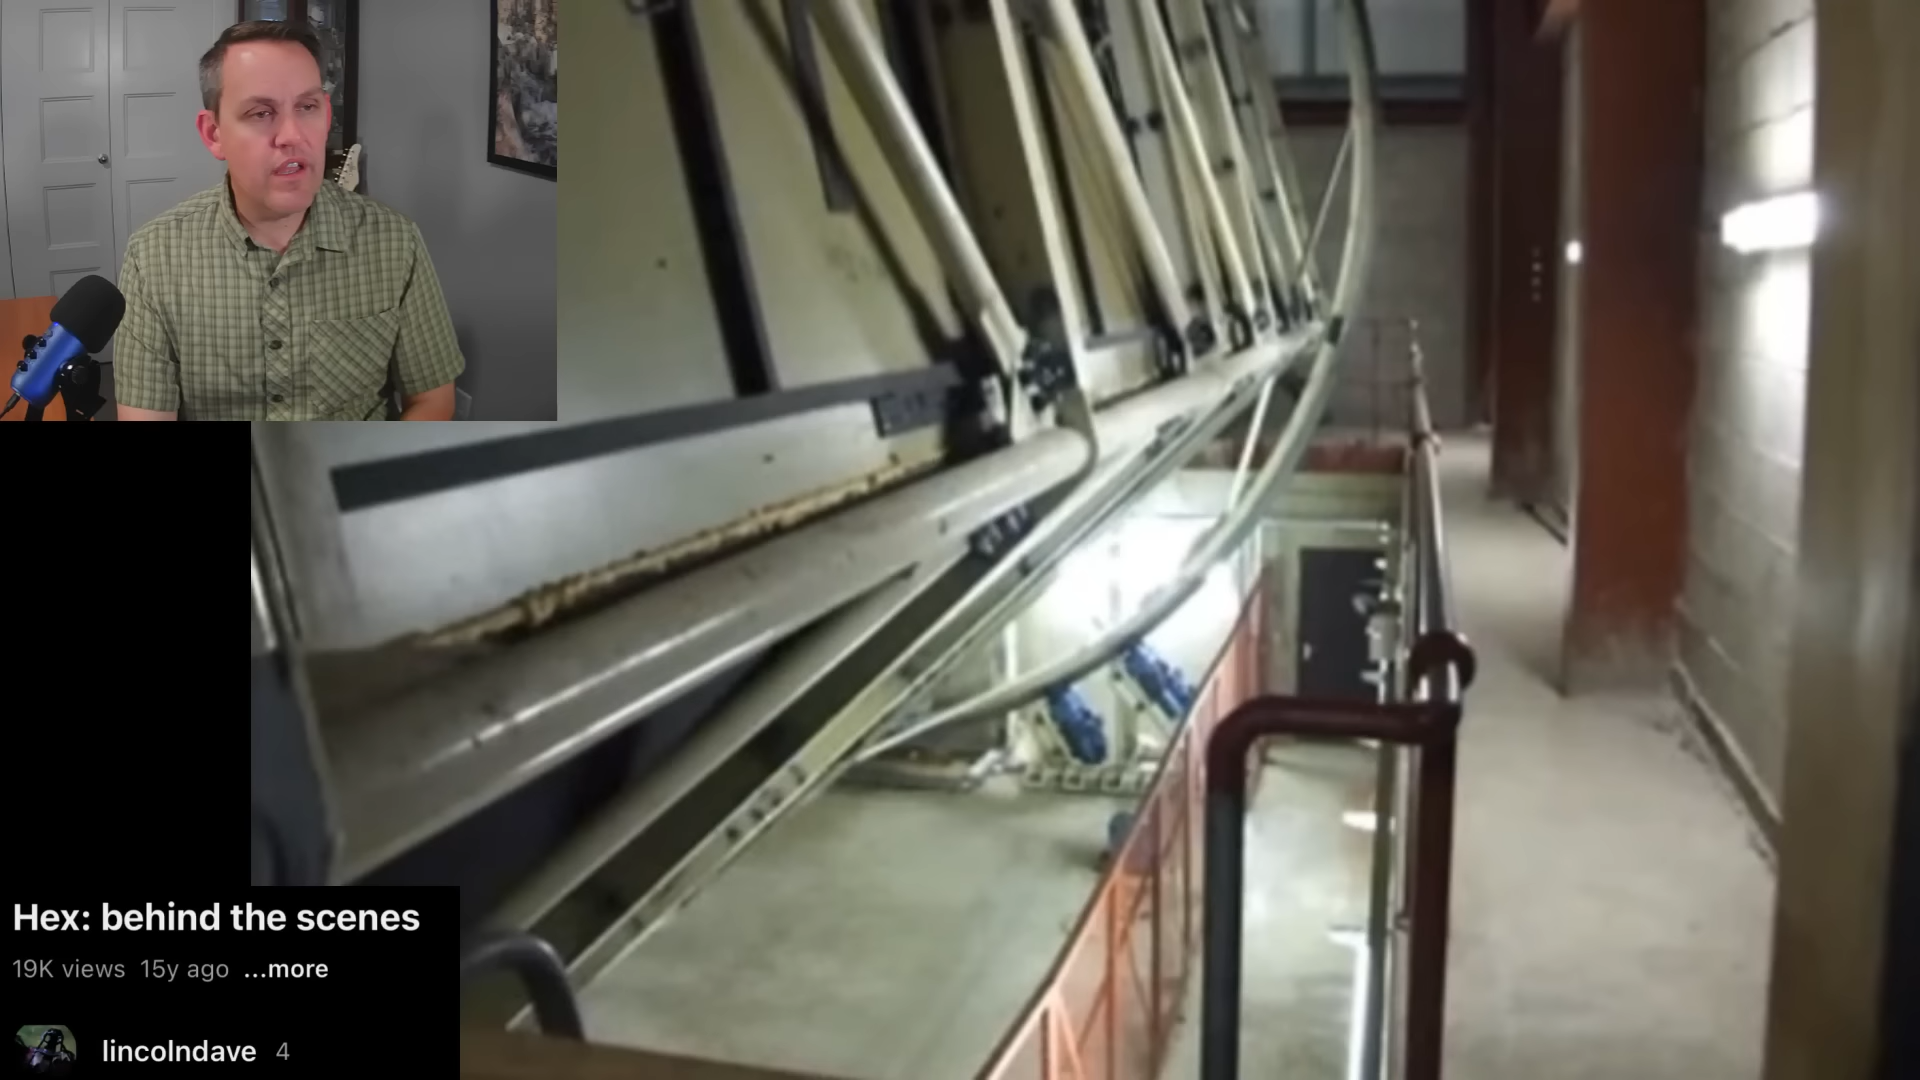 Hex: behind the scenes
19K views 15y ago ...more
lincolndave 4